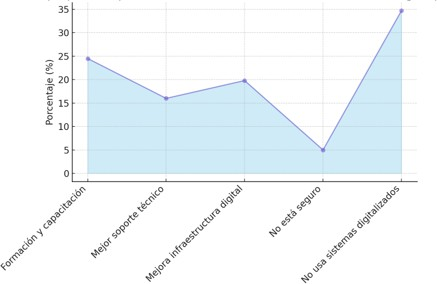 35
30
25
20
15
10
5
0
Porcentaje (%)
Formación y capacitación
Mejor soporte técnico
Mejora infraestructura digital
No está seguro
No usa sistemas digitalizados